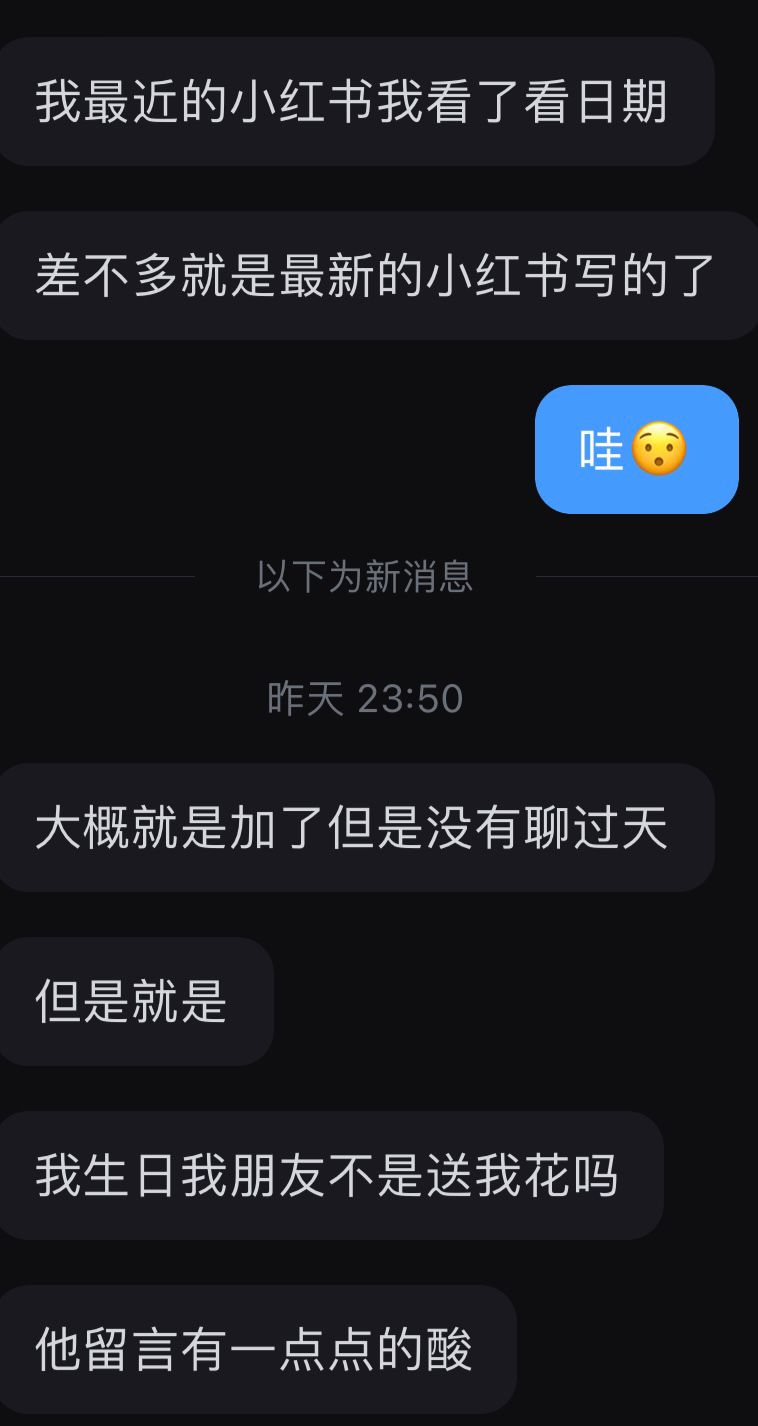 我最近的小红书我看了看日期
差不多就是最新的小红书写的了
哇😯
以下为新消息
昨天 23:50
大概就是加了但是没有聊过天
但是就是
我生日我朋友不是送我花吗
他留言有一点点的酸